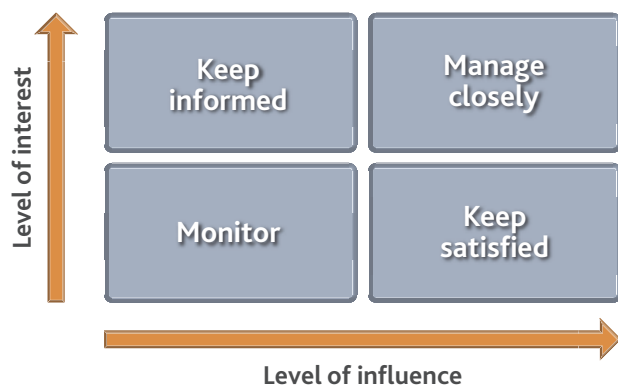 Level of interest
Keep
informed
Manage
closely
Monitor
Keep
satisfied
Level of influence